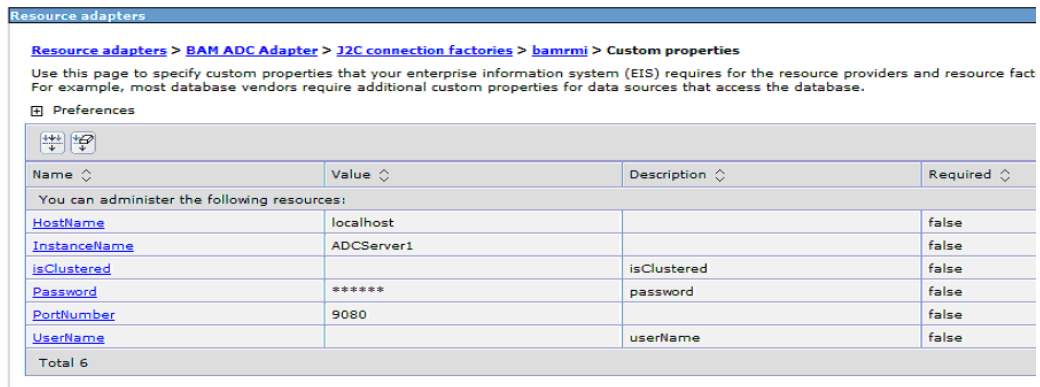 Resource adapters
Resource adapters > BAM ADC Adapter > J2C connection factories > bamrmi > Custom properties
Use this page to specify custom properties that your enterprise information system (EIS) requires for the resource providers and resource fact
For example, most database vendors require additional custom properties for data sources that access the database.
Preferences
Name Value Description Required
You can administer the following resources:
HostName localhost false
InstanceName ADCServer1 false
isClustered isClustered false
Password ****** password false
PortNumber 9080 false
UserName userName false
Total 6